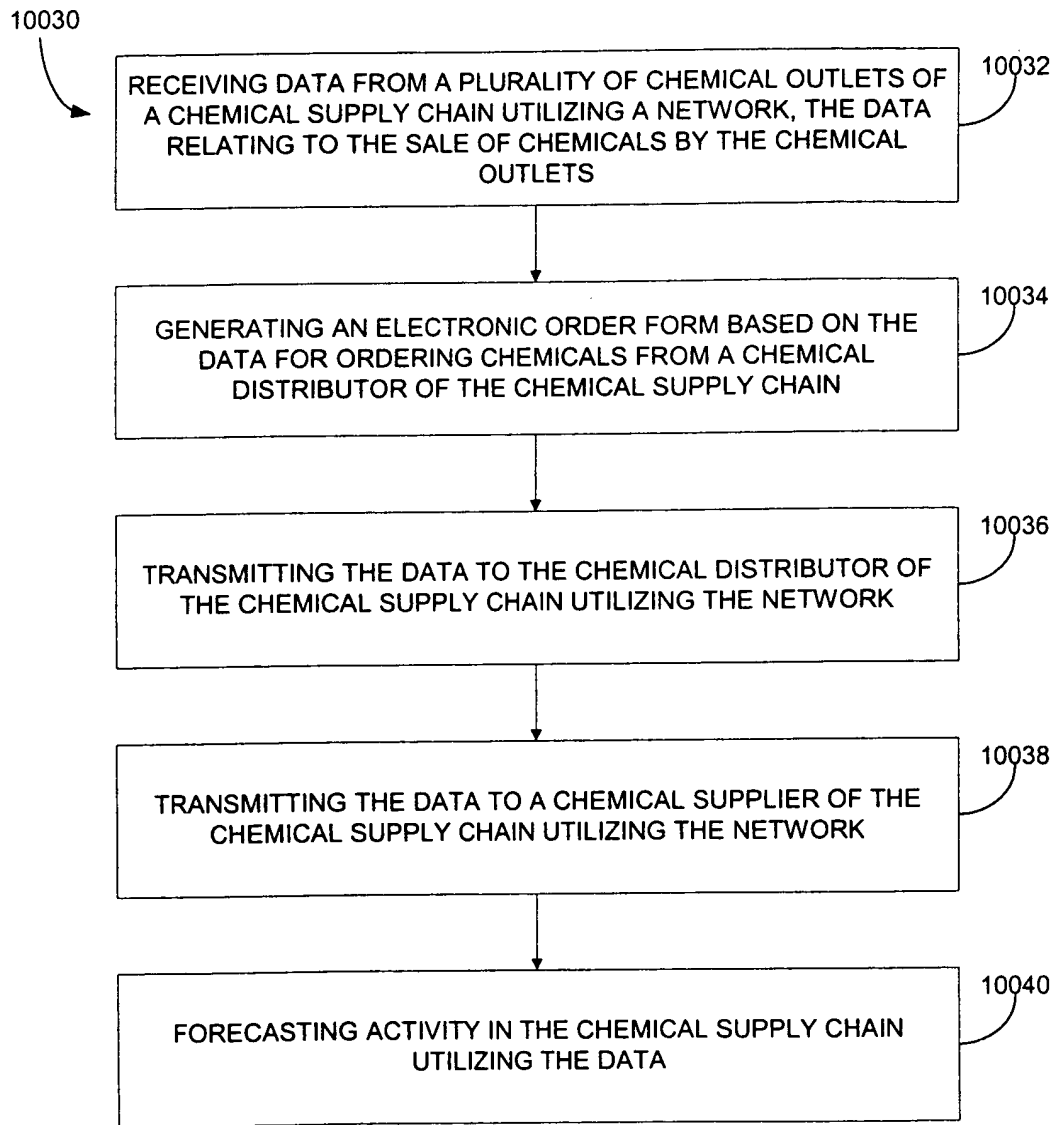 10030
RECEIVING DATA FROM A PLURALITY OF CHEMICAL OUTLETS OF
A CHEMICAL SUPPLY CHAIN UTILIZING A NETWORK, THE DATA
RELATING TO THE SALE OF CHEMICALS BY THE CHEMICAL
OUTLETS
10032
GENERATING AN ELECTRONIC ORDER FORM BASED ON THE
DATA FOR ORDERING CHEMICALS FROM A CHEMICAL
DISTRIBUTOR OF THE CHEMICAL SUPPLY CHAIN
10034
TRANSMITTING THE DATA TO THE CHEMICAL DISTRIBUTOR OF
THE CHEMICAL SUPPLY CHAIN UTILIZING THE NETWORK
10036
TRANSMITTING THE DATA TO A CHEMICAL SUPPLIER OF THE
CHEMICAL SUPPLY CHAIN UTILIZING THE NETWORK
10038
FORECASTING ACTIVITY IN THE CHEMICAL SUPPLY CHAIN
UTILIZING THE DATA
10040